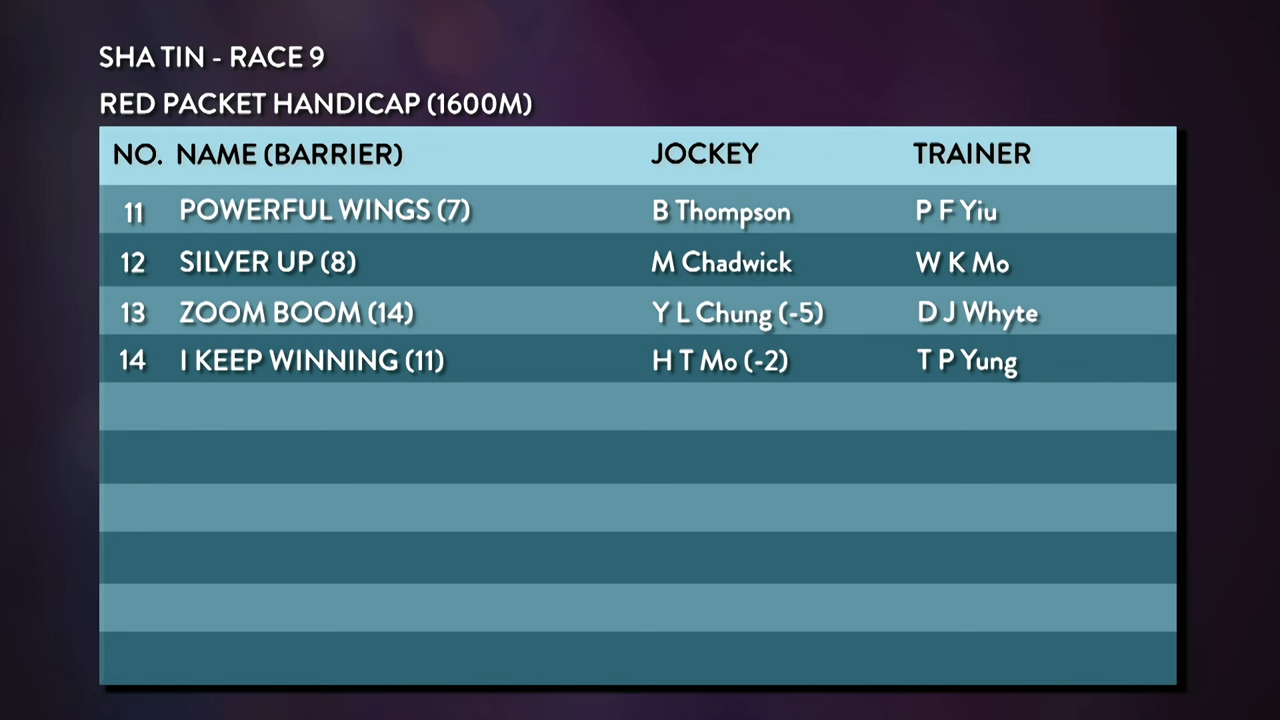 SHA TIN - RACE 9
RED PACKET HANDICAP (1600M)
NO. NAME (BARRIER) JOCKEY TRAINER
11 POWERFUL WINGS (7) B Thompson P F Yiu
12 SILVER UP (8) M Chadwick W K Mo
13 ZOOM BOOM (14) Y L Chung (-5) D J Whyte
14 I KEEP WINNING (11) H T Mo (-2) T P Yung